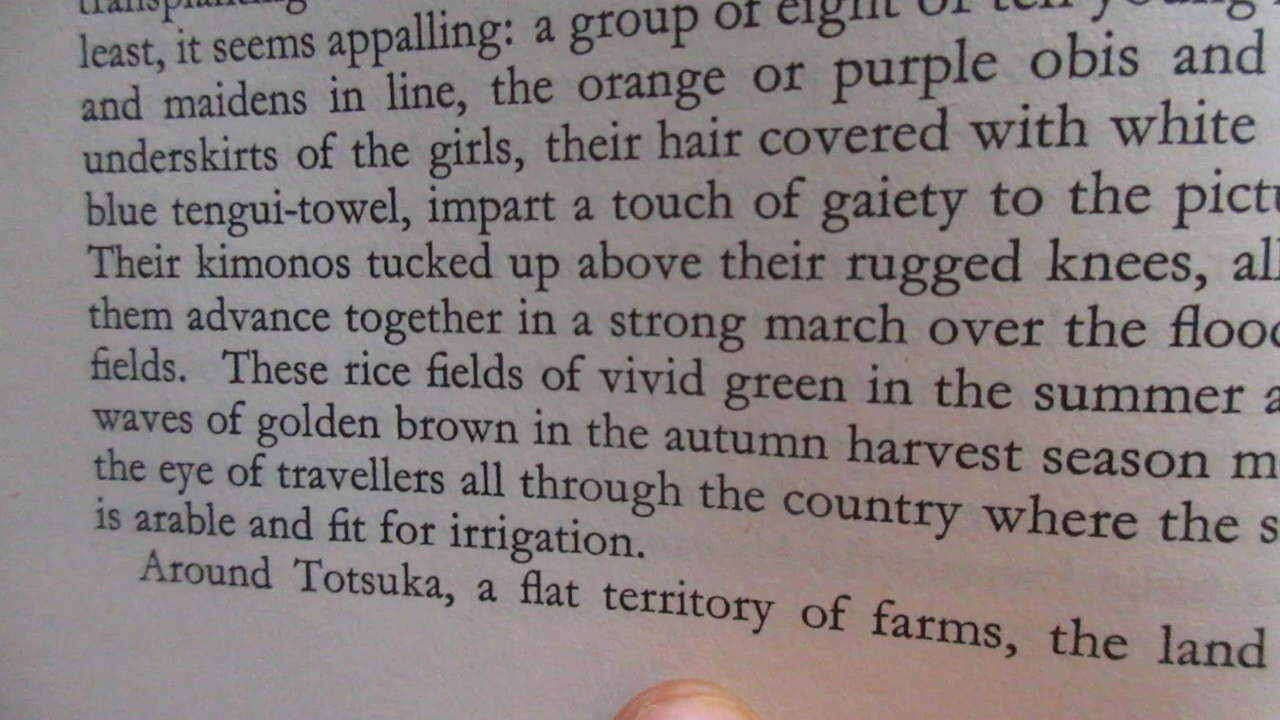 least, it seems appalling: a group of eight or ten young
and maidens in line, the orange or purple obis and
underskirts of the girls, their hair covered with white
blue tengui-towel, impart a touch of gaiety to the
Their kimonos tucked up above their rugged knees,
them advance together in a strong march over the
fields. These rice fields of vivid green in the summer
waves of golden brown in the autumn harvest season
the eye of travellers all through the country where the
is arable and fit for irrigation.
Around Totsuka, a flat territory of farms, the land